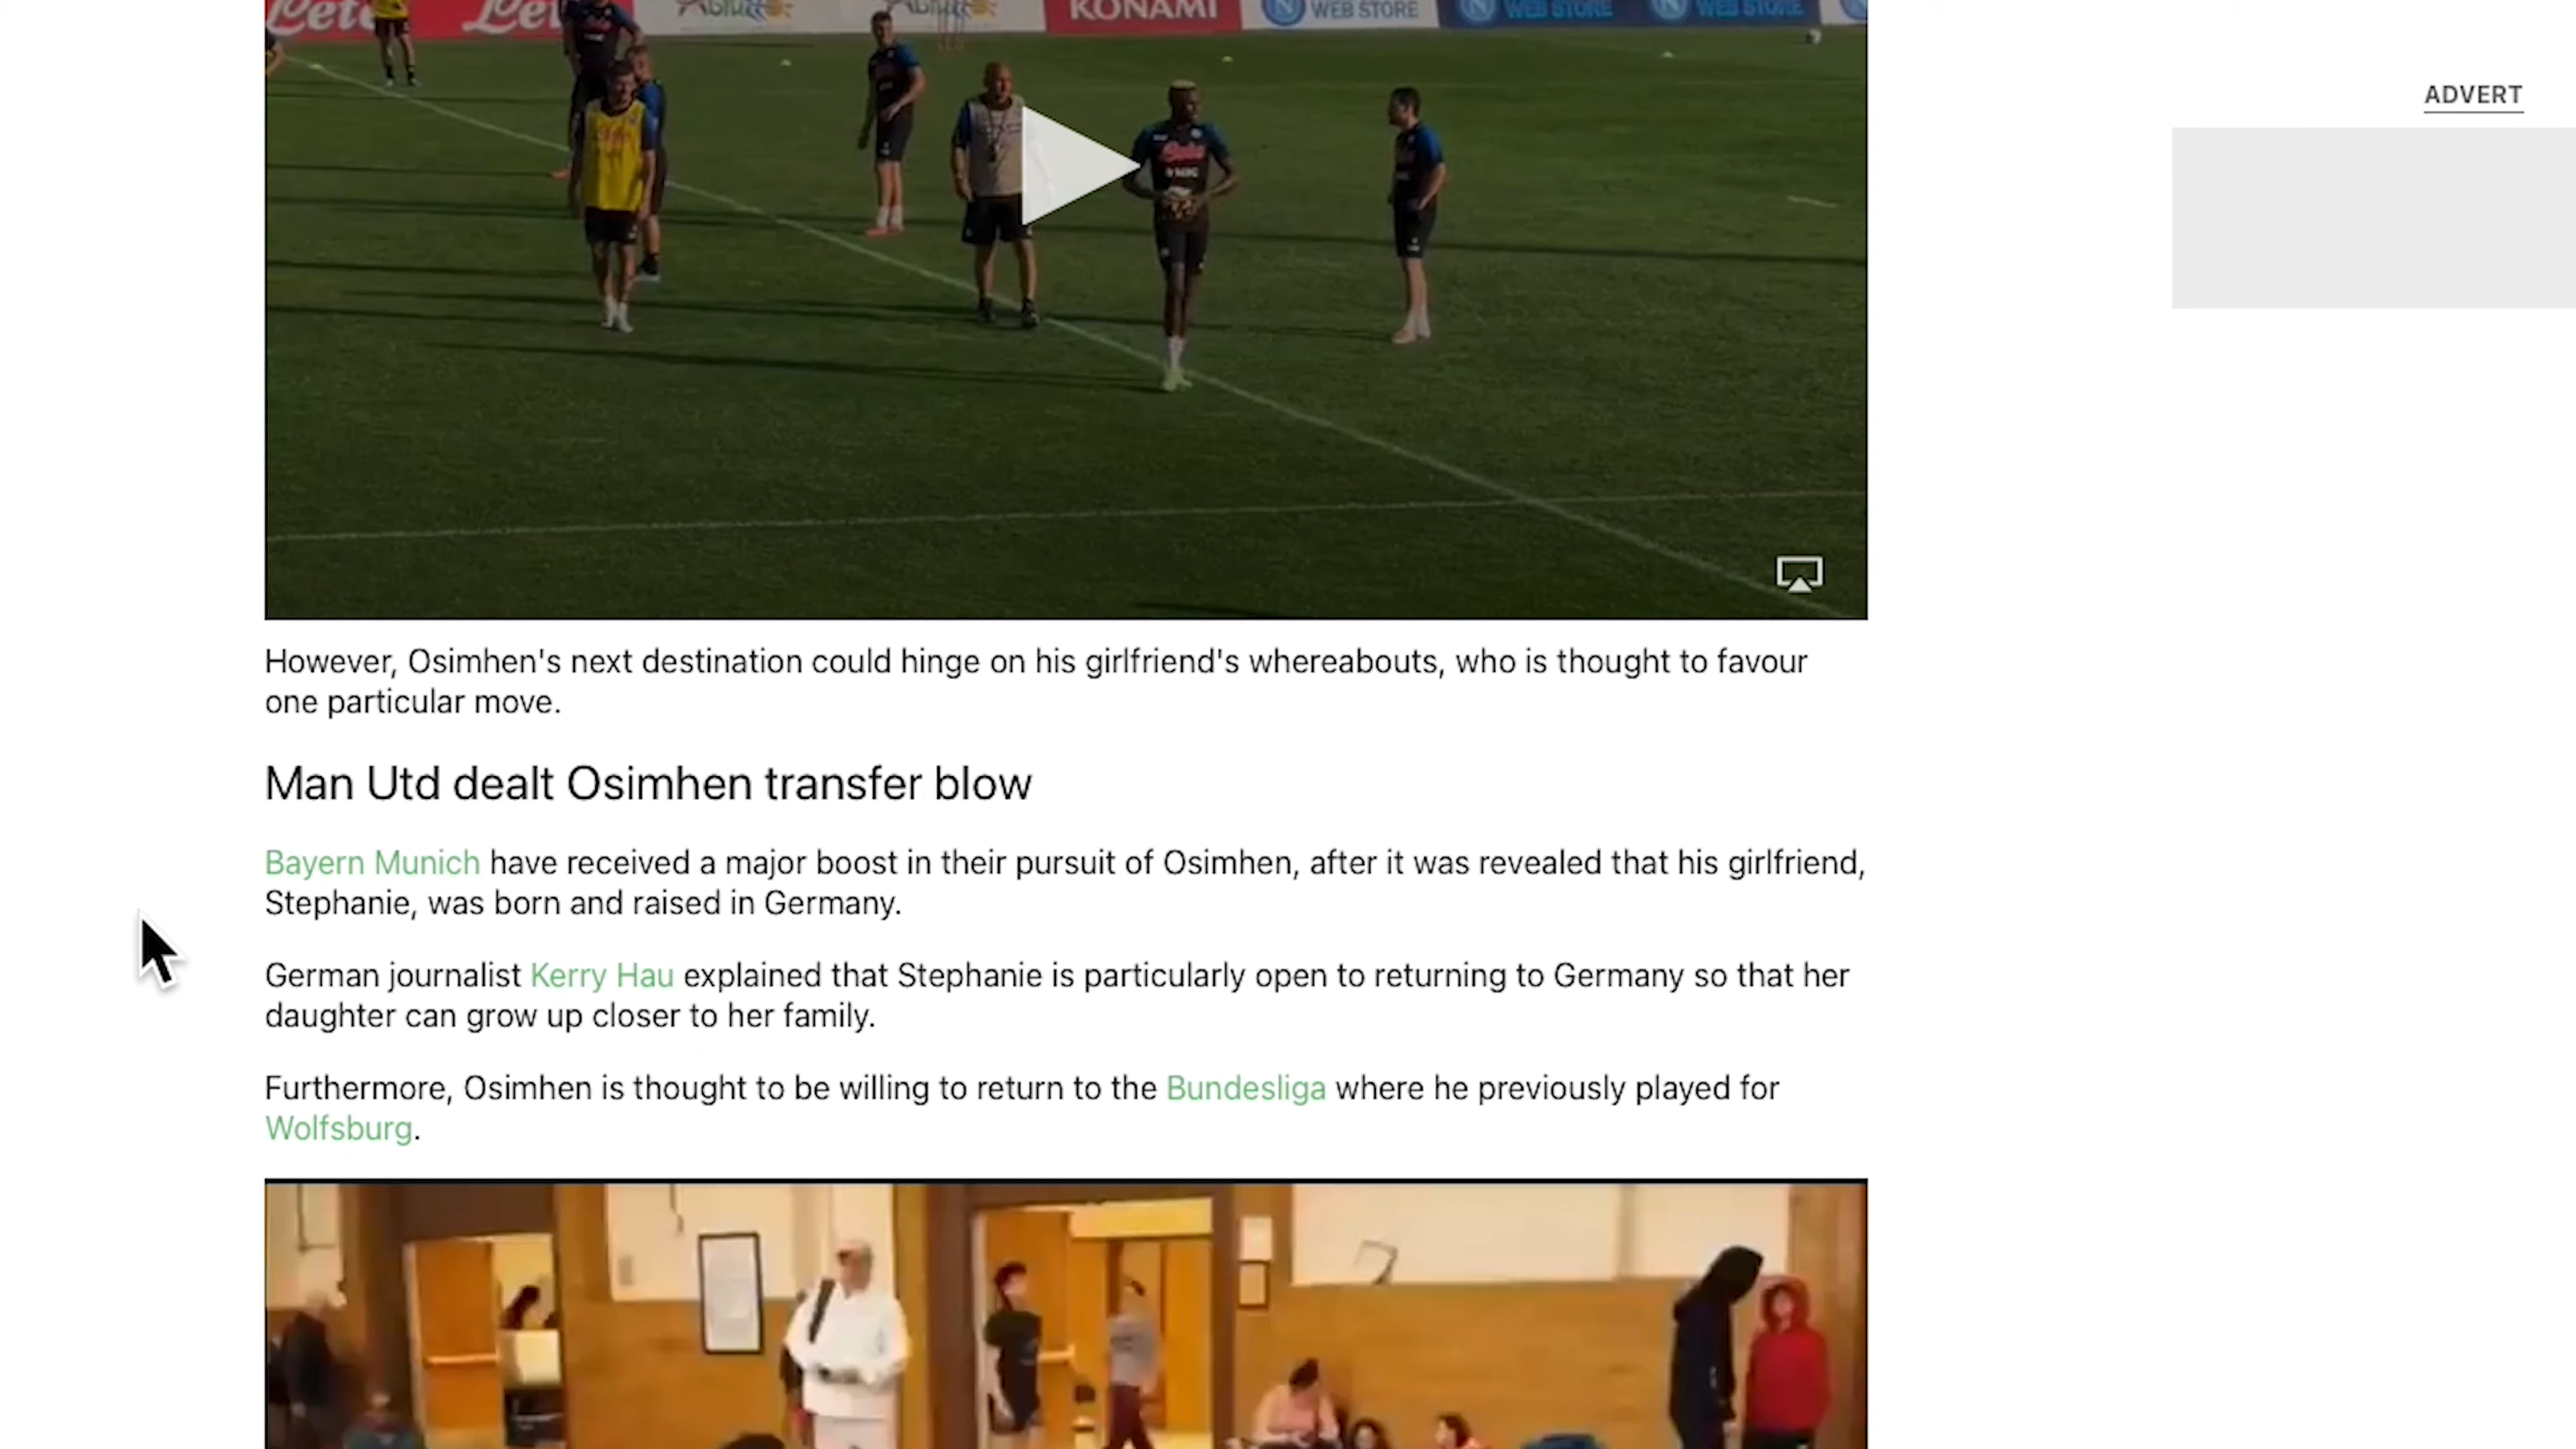 Lete
KONAMI
WEB STORE
WEB STORE
WEB STORE
ADVERT
However, Osimhen's next destination could hinge on his girlfriend's whereabouts, who is thought to favour
one particular move.
Man Utd dealt Osimhen transfer blow
Bayern Munich have received a major boost in their pursuit of Osimhen, after it was revealed that his girlfriend,
Stephanie, was born and raised in Germany.
German journalist Kerry Hau explained that Stephanie is particularly open to returning to Germany so that her
daughter can grow up closer to her family.
Furthermore, Osimhen is thought to be willing to return to the Bundesliga where he previously played for
Wolfsburg.